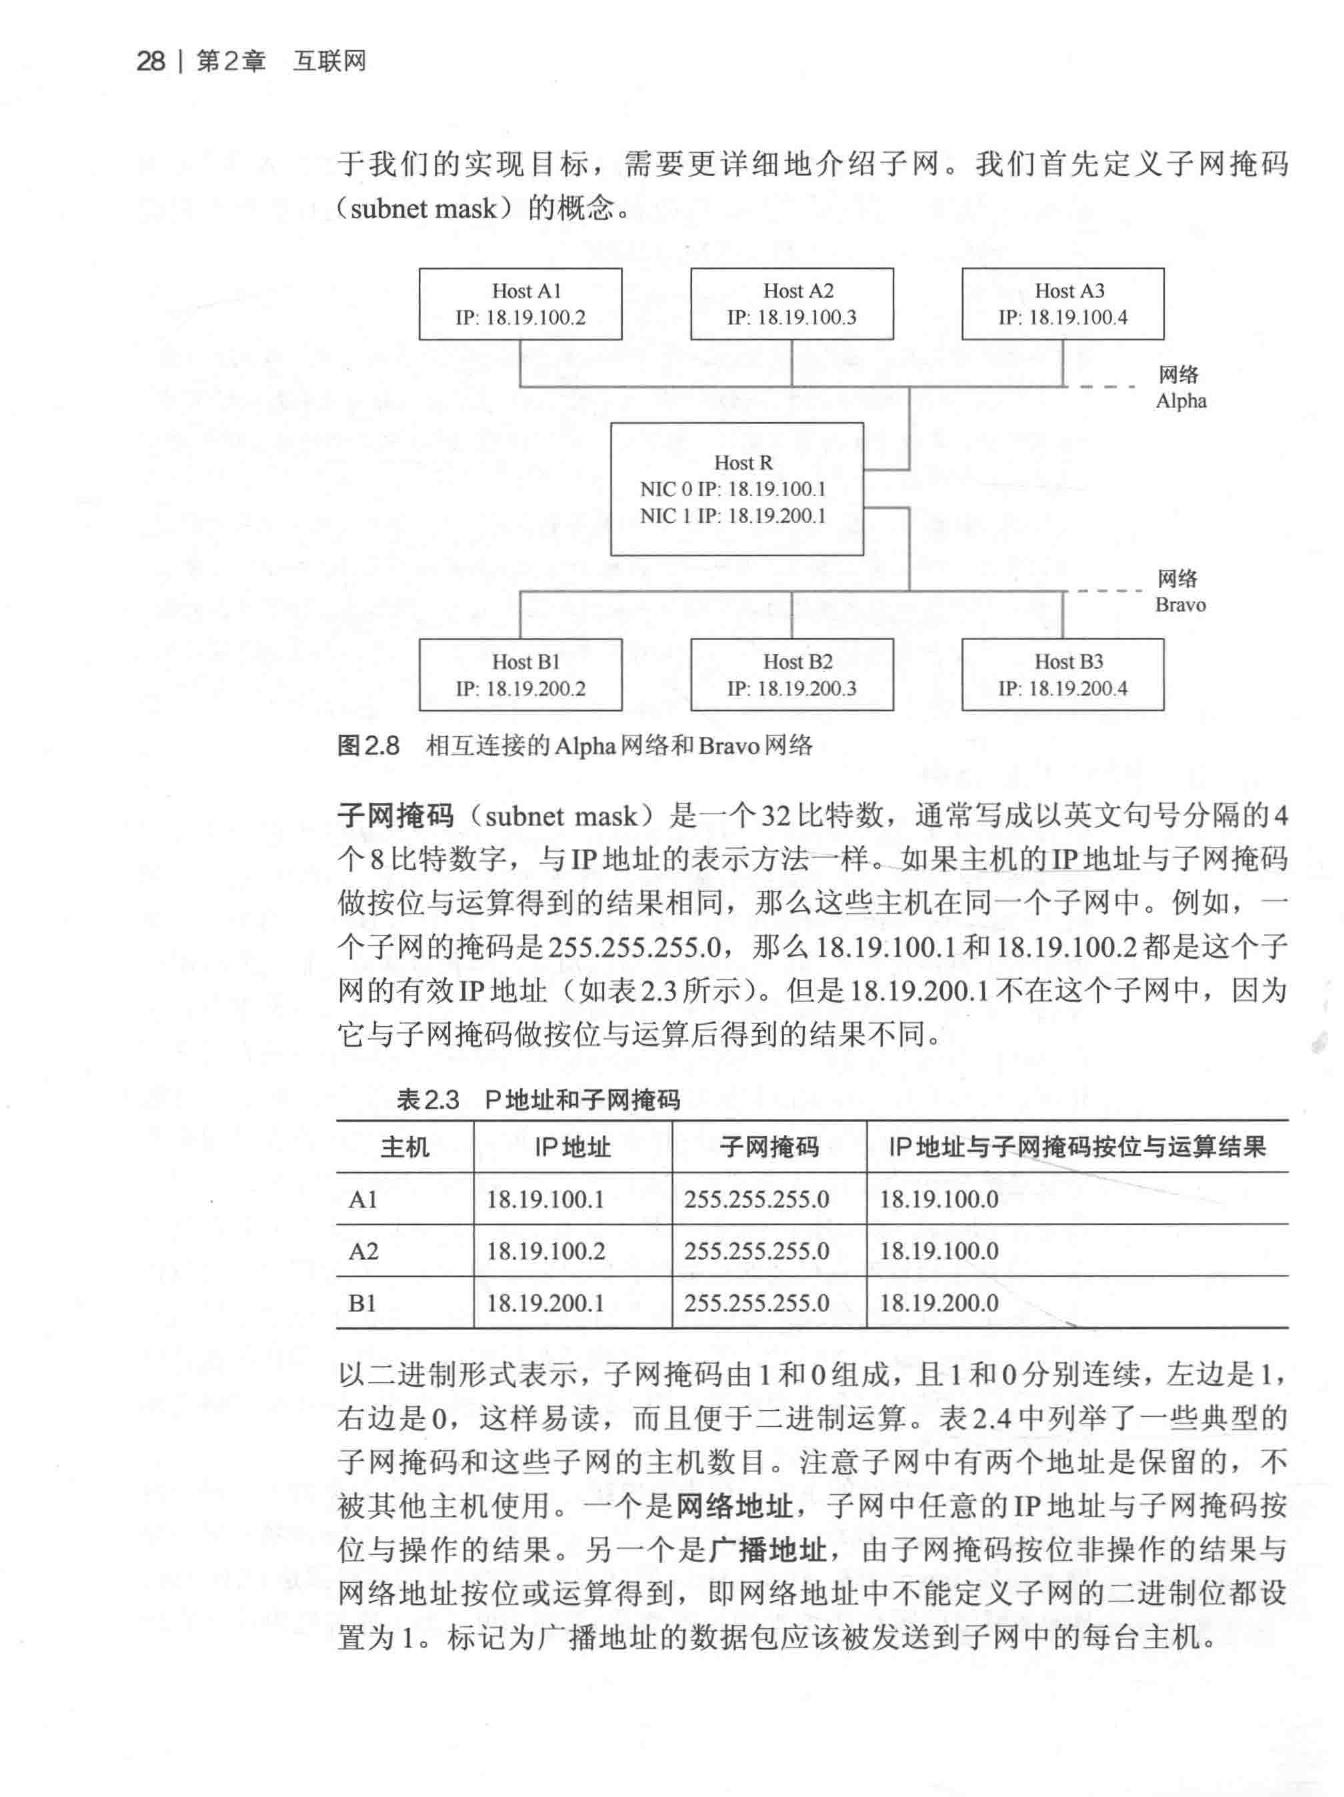 28 | 第2章 互联网
于我们的实现目标，需要更详细地介绍子网。我们首先定义子网掩码
（subnet mask）的概念。
Host A1
IP: 18.19.100.2
Host A2
IP: 18.19.100.3
Host A3
IP: 18.19.100.4
网络
Alpha
Host R
NIC 0 IP: 18.19.100.1
NIC 1 IP: 18.19.200.1
网络
Bravo
Host B1
IP: 18.19.200.2
Host B2
IP: 18.19.200.3
Host B3
IP: 18.19.200.4
图2.8 相互连接的Alpha网络和Bravo网络
子网掩码（subnet mask）是一个32比特数，通常写成以英文句号分隔的4
个8比特数字，与IP地址的表示方法一样。如果主机的IP地址与子网掩码
做按位与运算得到的结果相同，那么这些主机在同一个子网中。例如，一
个子网的掩码是255.255.255.0，那么18.19.100.1和18.19.100.2都是这个子
网的有效IP地址（如表2.3所示）。但是18.19.200.1不在这个子网中，因为
它与子网掩码做按位与运算后得到的结果不同。
表2.3 P地址和子网掩码
主机 IP地址 子网掩码 IP地址与子网掩码按位与运算结果
A1 18.19.100.1 255.255.255.0 18.19.100.0
A2 18.19.100.2 255.255.255.0 18.19.100.0
B1 18.19.200.1 255.255.255.0 18.19.200.0
以二进制形式表示，子网掩码由1和0组成，且1和0分别连续，左边是1，
右边是0，这样易读，而且便于二进制运算。表2.4中列举了一些典型的
子网掩码和这些子网的主机数目。注意子网中有两个地址是保留的，不
被其他主机使用。一个是网络地址，子网中任意的IP地址与子网掩码按
位与操作的结果。另一个是广播地址，由子网掩码按位非操作的结果与
网络地址按位或运算得到，即网络地址中不能定义子网的二进制位都设
置为1。标记为广播地址的数据包应该被发送到子网中的每台主机。